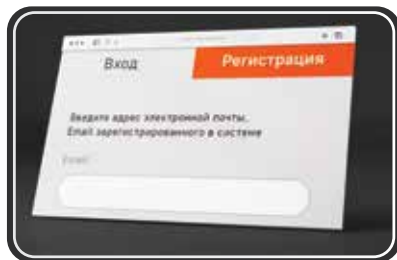 Вход
Регистрация
Введите адрес электронной почты.
Email зарегистрированного в системе
Email